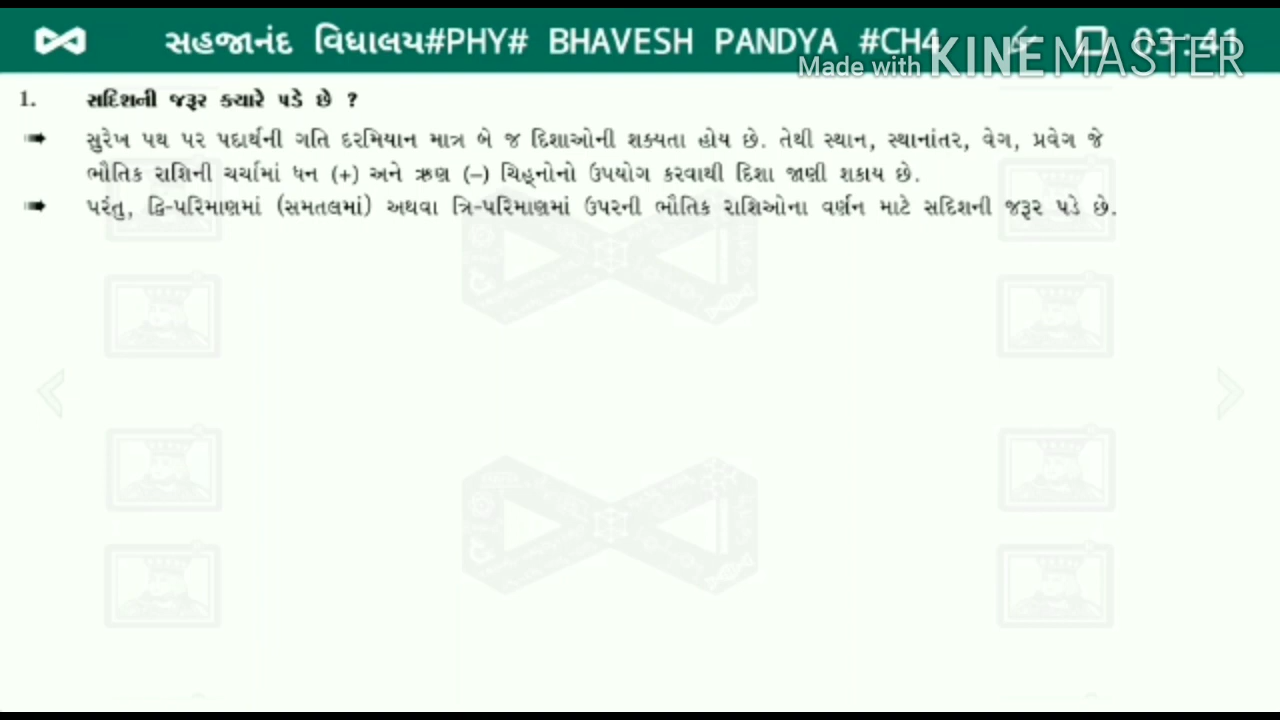 સહજાનંદ વિધાલય#PHY# BHAVESH PANDYA #CH4 03:41
Made with KINEMASTER
1. સદિશની જરૂર ક્યારે પડે છે ?
➠ સુરેખ પથ પર પદાર્થની ગતિ દરમિયાન માત્ર બે જ દિશાઓની શક્યતા હોય છે. તેથી સ્થાન, સ્થાનાંતર, વેગ, પ્રવેગ જે
ભૌતિક રાશિની ચર્ચામાં ધન (+) અને ઋણ (–) ચિહ્નોનો ઉપયોગ કરવાથી દિશા જાણી શકાય છે.
➠ પરંતુ, દ્વિ-પરિમાણમાં (સમતલમાં) અથવા ત્રિ-પરિમાણમાં ઉપરની ભૌતિક રાશિઓના વર્ણન માટે સદિશની જરૂર પડે છે.